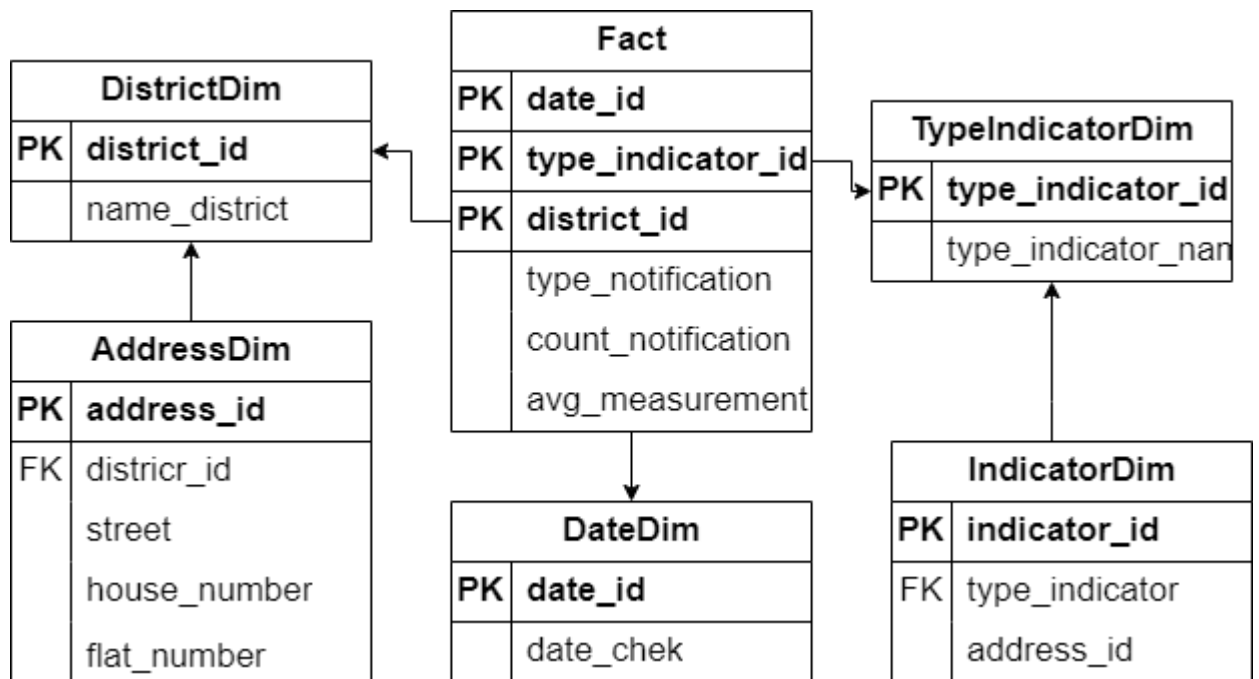 DistrictDim
PK district_id
name_district
AddressDim
PK address_id
FK districr_id
street
house_number
flat_number
Fact
PK date_id
PK type_indicator_id
PK district_id
type_notification
count_notification
avg_measurement
DateDim
PK date_id
date_chek
TypeIndicatorDim
PK type_indicator_id
type_indicator_nam
IndicatorDim
PK indicator_id
FK type_indicator
address_id